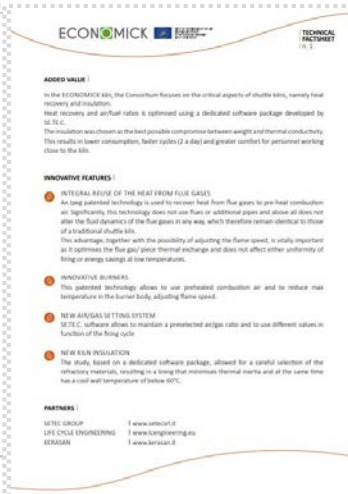 ECONOMICK
TECHNICAL
FACTSHEET
n. 1
ADDED VALUE
In the ECONOMICK kiln, the Consortium focuses on the critical aspects of shuttle kilns, namely heat
recovery and insulation.
Heat recovery and air/fuel ratios is optimised using a dedicated software package developed by
SE.TE.C.
The insulation was chosen as the best possible compromise between weight and thermal conductivity.
This results in lower consumption, faster cycles (2 a day) and greater comfort for personnel working
close to the kiln.
INNOVATIVE FEATURES
INTEGRAL REUSE OF THE HEAT FROM FLUE GASES
An Ipeg patented technology is used to recover heat from flue gases to pre-heat combustion
air. Significantly, this technology does not use flues or additional pipes and above all does not
alter the fluid dynamics of the flue gases in any way, which therefore remain identical to those
of a traditional shuttle kiln.
This advantage, together with the possibility of adjusting the flame speed, is vitally important
as it optimises the flue gas/ piece thermal exchange and does not affect either uniformity of
firing or energy savings at low temperatures.
INNOVATIVE BURNERS
This patented technology allows to use preheated combustion air and to reduce max
temperature in the burner body, adjusting flame speed.
NEW AIR/GAS SETTING SYSTEM
SE.TE.C. software allows to maintain a preselected air/gas ratio and to use different values in
function of the firing cycle
NEW KILN INSULATION
The study, based on a dedicated software package, allowed for a careful selection of the
refractory materials, resulting in a lining that minimises thermal inertia and at the same time
has a cool wall temperature of below 60°C.
PARTNERS
SETEC GROUP www.setecsrl.it
LIFE CYCLE ENGINEERING www.lcengineering.eu
KERASAN www.kerasan.it